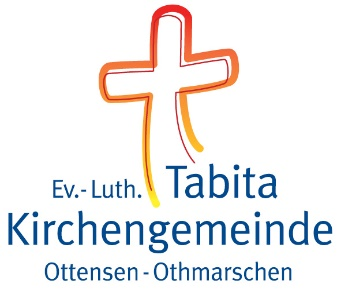 Ev.-Luth. Tabita
Kirchengemeinde
Ottensen-Othmarschen